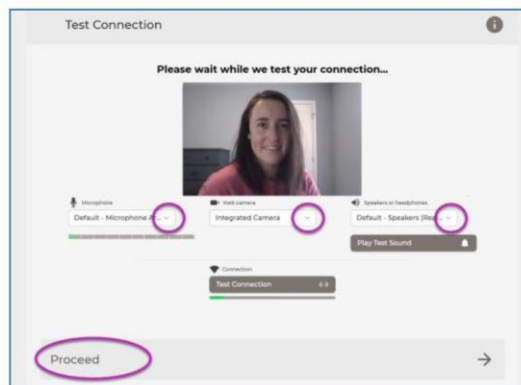 Test Connection
Please wait while we test your connection...
Microphone
Web camera
Speakers or headphones
Default - Microphone Ar...
Integrated Camera
Default - Speakers (Rea...
Play Test Sound
Connection
Test Connection
Proceed